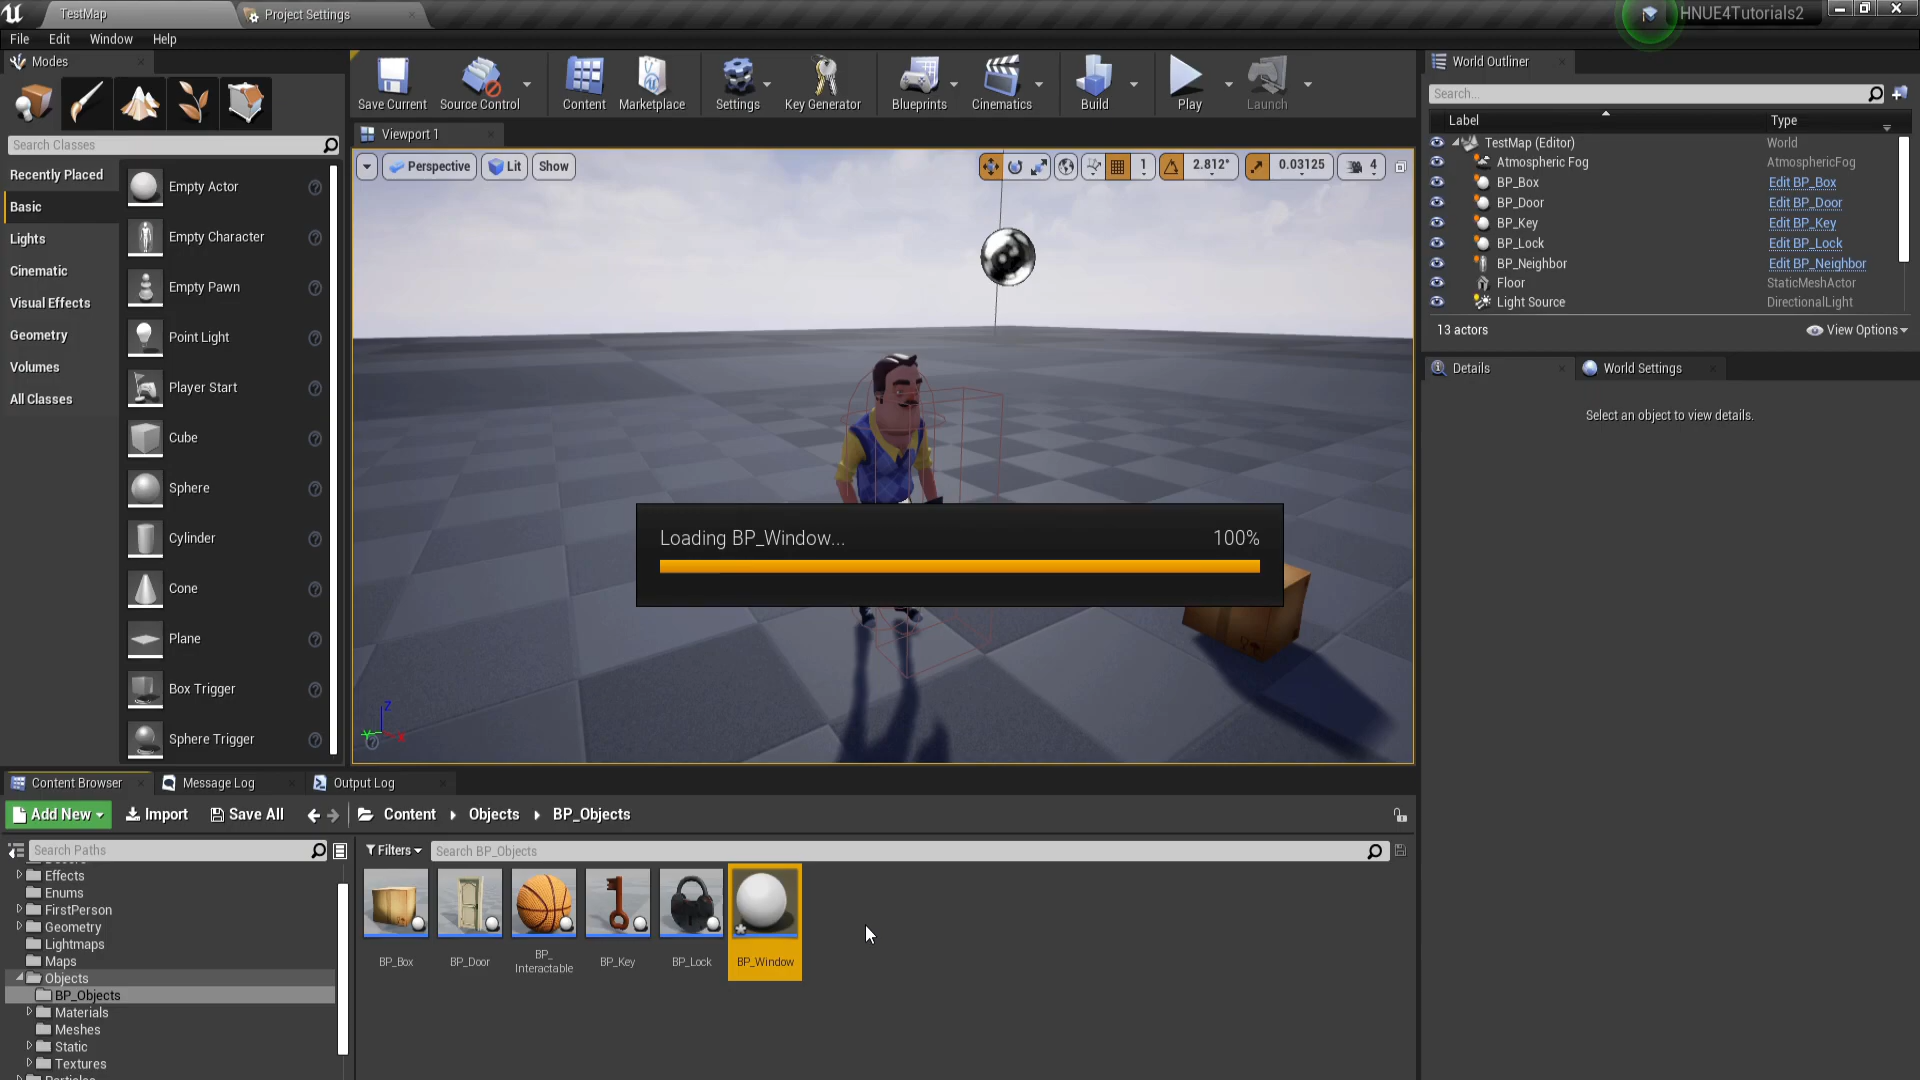 TestMap
Project Settings
HNUE4Tutorials2
File Edit Window Help
Modes
Search Classes
Recently Placed
Basic
Lights
Cinematic
Visual Effects
Geometry
Volumes
All Classes
Empty Actor
Empty Character
Empty Pawn
Point Light
Player Start
Cube
Sphere
Cylinder
Cone
Plane
Box Trigger
Sphere Trigger
Save Current
Source Control
Content
Marketplace
Settings
Key Generator
Blueprints
Cinematics
Build
Play
Launch
Viewport 1
Perspective
Lit
Show
1
2.812°
0.03125
4
Z
Y
X
Loading BP_Window... 100%
World Outliner
Search...
Label Type
TestMap (Editor) World
Atmospheric Fog AtmosphericFog
BP_Box Edit BP_Box
BP_Door Edit BP_Door
BP_Key Edit BP_Key
BP_Lock Edit BP_Lock
BP_Neighbor Edit BP_Neighbor
Floor StaticMeshActor
Light Source DirectionalLight
13 actors View Options
Details
World Settings
Select an object to view details.
Content Browser
Message Log
Output Log
Add New
Import
Save All
Content
Objects
BP_Objects
Search Paths
Effects
Enums
FirstPerson
Geometry
Lightmaps
Maps
Objects
BP_Objects
Materials
Meshes
Static
Textures
Filters
Search BP_Objects
BP_Box
BP_Door
BP_
Interactable
BP_Key
BP_Lock
BP_Window